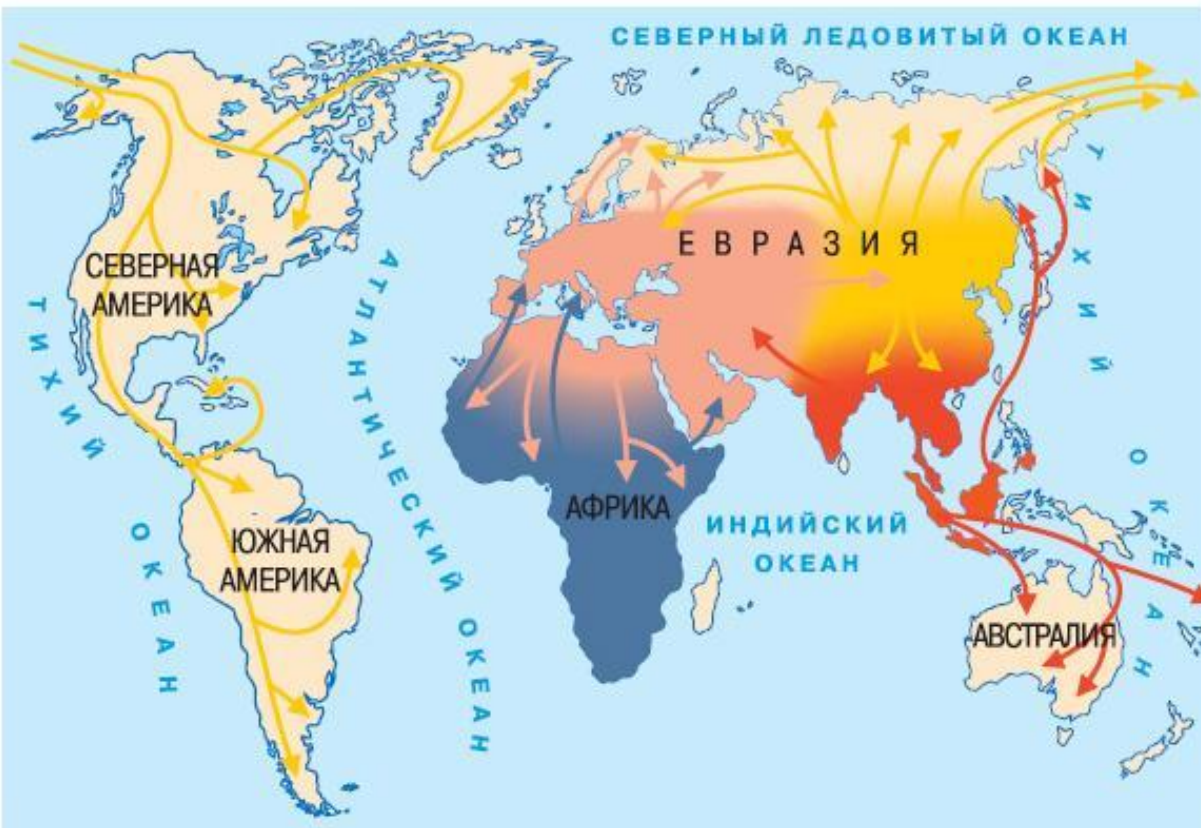 СЕВЕРНЫЙ ЛЕДОВИТЫЙ ОКЕАН
ЕВРАЗИЯ
СЕВЕРНАЯ
АМЕРИКА
ТИХИЙ
ОКЕАН
АТЛАНТИЧЕСКИЙ ОКЕАН
ТИХИЙ
ОКЕАН
АФРИКА
ИНДИЙСКИЙ
ОКЕАН
ЮЖНАЯ
АМЕРИКА
АВСТРАЛИЯ